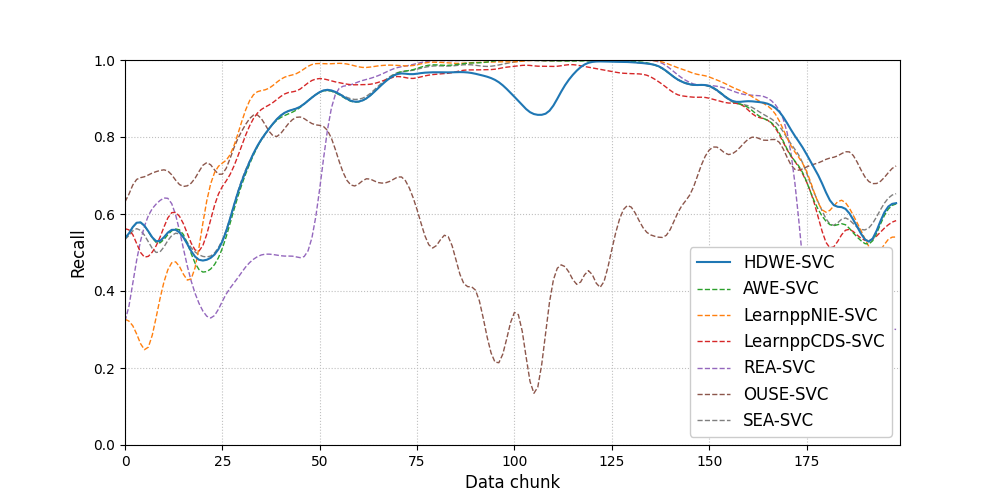 1.0
0.8
0.6
0.4
0.2
0.0
Recall
0
25
50
75
100
125
150
175
Data chunk
HDWE-SVC
AWE-SVC
LearnppNIE-SVC
LearnppCDS-SVC
REA-SVC
OUSE-SVC
SEA-SVC